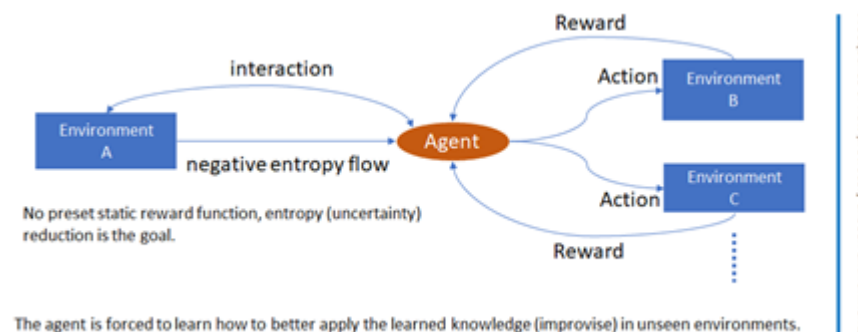 Reward
interaction
Action
Environment
B
Environment
A
Agent
negative entropy flow
Environment
C
Action
No preset static reward function, entropy (uncertainty)
reduction is the goal.
Reward
The agent is forced to learn how to better apply the learned knowledge (improvise) in unseen environments.